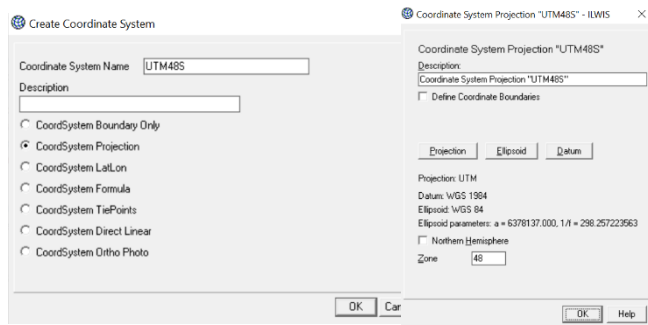 Create Coordinate System
Coordinate System Name UTM48S
Description
CoordSystem Boundary Only
CoordSystem Projection
CoordSystem LatLon
CoordSystem Formula
CoordSystem TiePoints
CoordSystem Direct Linear
CoordSystem Ortho Photo
OK Car
Coordinate System Projection "UTM48S" - ILWIS
Coordinate System Projection "UTM48S"
Description:
Coordinate System Projection "UTM48S"
Define Coordinate Boundaries
Projection Ellipsoid Datum
Projection: UTM
Datum: WGS 1984
Ellipsoid: WGS 84
Ellipsoid parameters: a = 6378137.000, 1/f = 298.257223563
Northern Hemisphere
Zone 48
OK Help